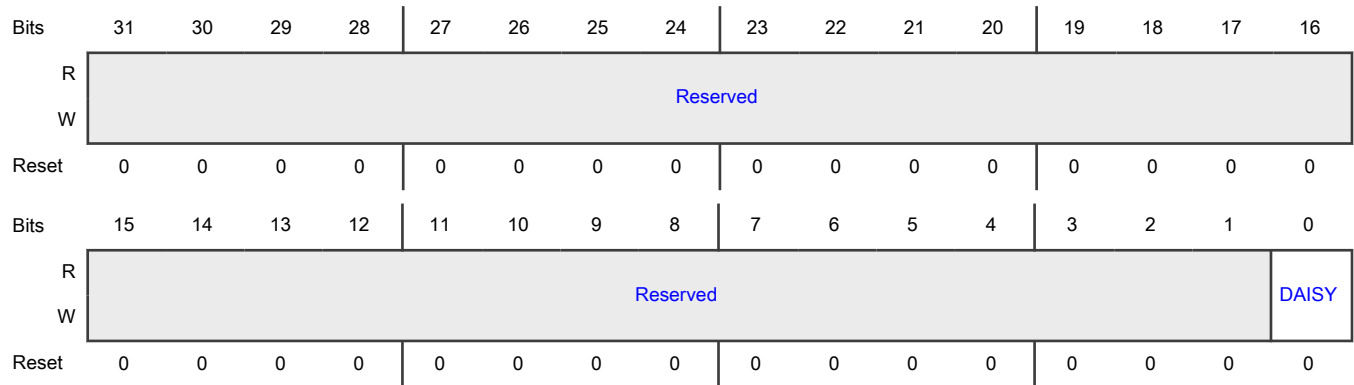 Bits 31 30 29 28 27 26 25 24 23 22 21 20 19 18 17 16
R
Reserved
W
Reset 0 0 0 0 0 0 0 0 0 0 0 0 0 0 0 0
Bits 15 14 13 12 11 10 9 8 7 6 5 4 3 2 1 0
R
Reserved DAISY
W
Reset 0 0 0 0 0 0 0 0 0 0 0 0 0 0 0 0